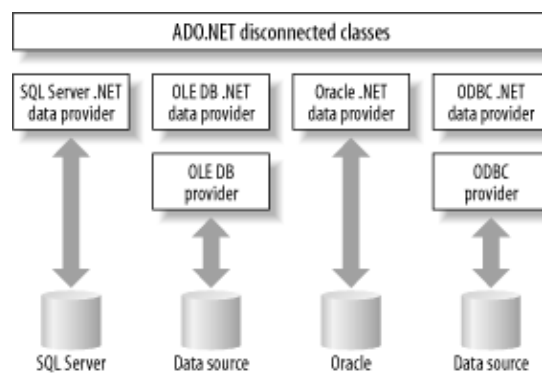 ADO.NET disconnected classes
SQL Server .NET
data provider
OLE DB .NET
data provider
Oracle .NET
data provider
ODBC .NET
data provider
OLE DB
provider
ODBC
provider
SQL Server
Data source
Oracle
Data source